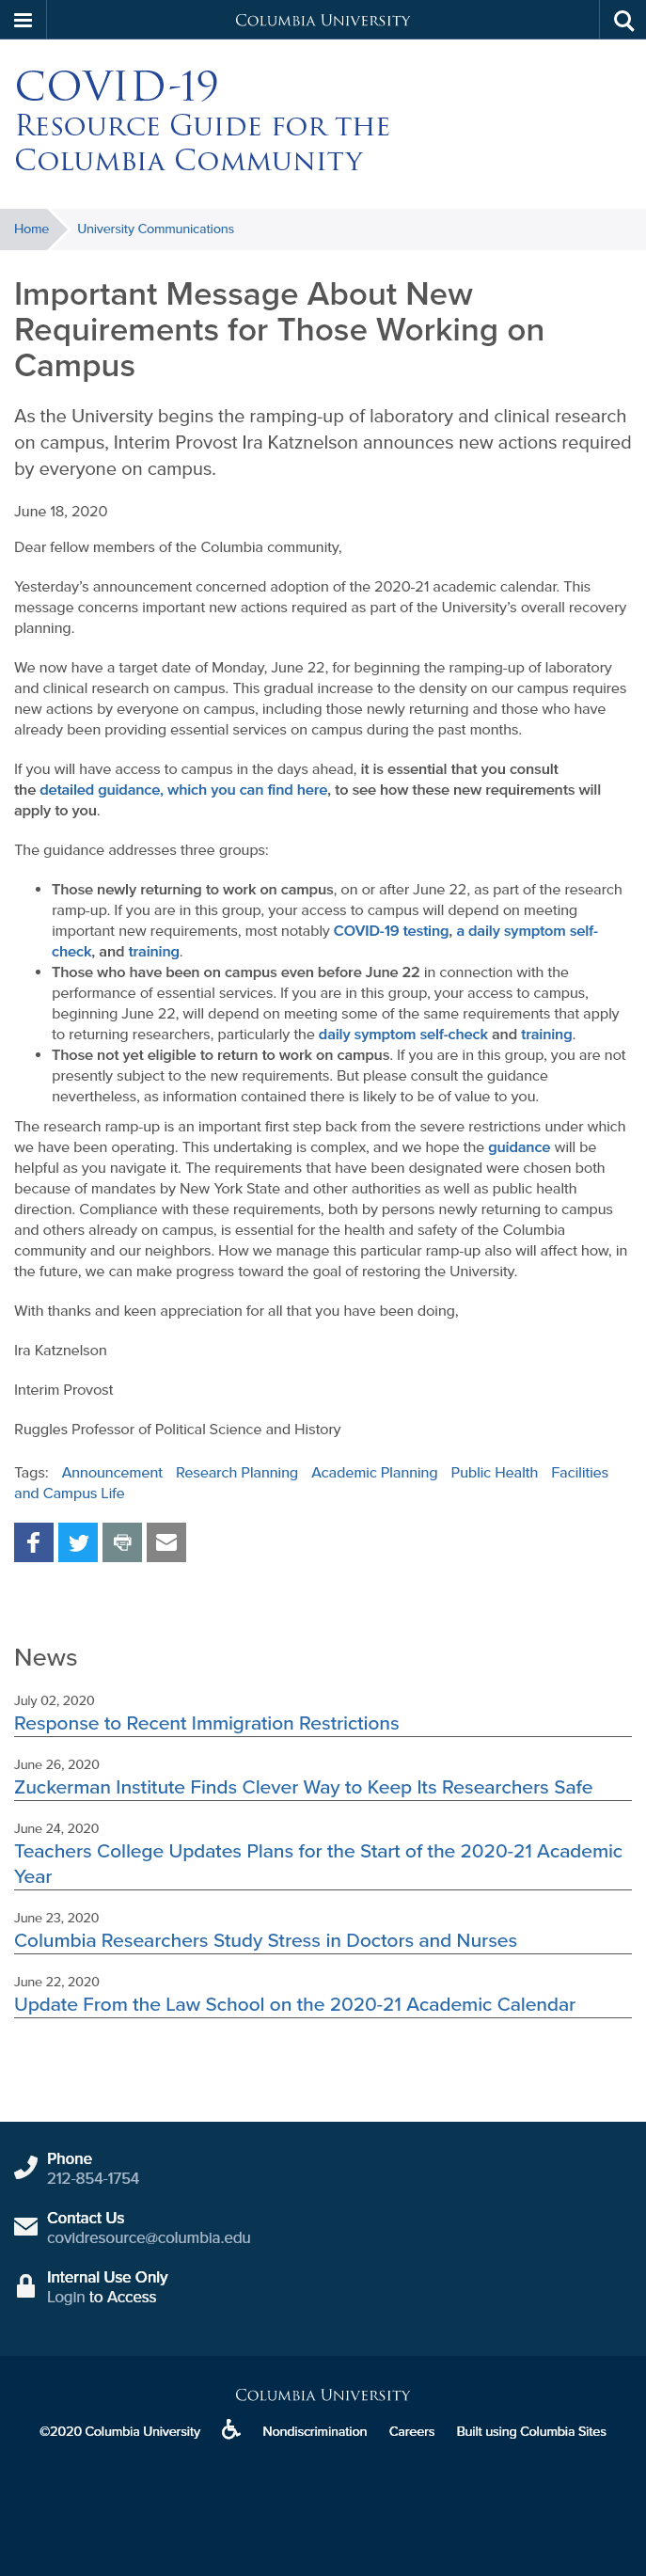 Columbia University
COVID-19
Resource Guide for the
Columbia Community
Home University Communications
Important Message About New
Requirements for Those Working on
Campus
As the University begins the ramping-up of laboratory and clinical research
on campus, Interim Provost Ira Katznelson announces new actions required
by everyone on campus.
June 18, 2020
Dear fellow members of the Columbia community,
Yesterday’s announcement concerned adoption of the 2020-21 academic calendar. This
message concerns important new actions required as part of the University’s overall recovery
planning.
We now have a target date of Monday, June 22, for beginning the ramping-up of laboratory
and clinical research on campus. This gradual increase to the density on our campus requires
new actions by everyone on campus, including those newly returning and those who have
already been providing essential services on campus during the past months.
If you will have access to campus in the days ahead, it is essential that you consult
the detailed guidance, which you can find here, to see how these new requirements will
apply to you.
The guidance addresses three groups:
• Those newly returning to work on campus, on or after June 22, as part of the research
ramp-up. If you are in this group, your access to campus will depend on meeting
important new requirements, most notably COVID-19 testing, a daily symptom self-
check, and training.
• Those who have been on campus even before June 22 in connection with the
performance of essential services. If you are in this group, your access to campus,
beginning June 22, will depend on meeting some of the same requirements that apply
to returning researchers, particularly the daily symptom self-check and training.
• Those not yet eligible to return to work on campus. If you are in this group, you are not
presently subject to the new requirements. But please consult the guidance
nevertheless, as information contained there is likely to be of value to you.
The research ramp-up is an important first step back from the severe restrictions under which
we have been operating. This undertaking is complex, and we hope the guidance will be
helpful as you navigate it. The requirements that have been designated were chosen both
because of mandates by New York State and other authorities as well as public health
direction. Compliance with these requirements, both by persons newly returning to campus
and others already on campus, is essential for the health and safety of the Columbia
community and our neighbors. How we manage this particular ramp-up also will affect how, in
the future, we can make progress toward the goal of restoring the University.
With thanks and keen appreciation for all that you have been doing,
Ira Katznelson
Interim Provost
Ruggles Professor of Political Science and History
Tags: Announcement Research Planning Academic Planning Public Health Facilities
and Campus Life
News
July 02, 2020
Response to Recent Immigration Restrictions
June 26, 2020
Zuckerman Institute Finds Clever Way to Keep Its Researchers Safe
June 24, 2020
Teachers College Updates Plans for the Start of the 2020-21 Academic
Year
June 23, 2020
Columbia Researchers Study Stress in Doctors and Nurses
June 22, 2020
Update From the Law School on the 2020-21 Academic Calendar
Phone
212-854-1754
Contact Us
covidresource@columbia.edu
Internal Use Only
Login to Access
Columbia University
©2020 Columbia University Nondiscrimination Careers Built using Columbia Sites